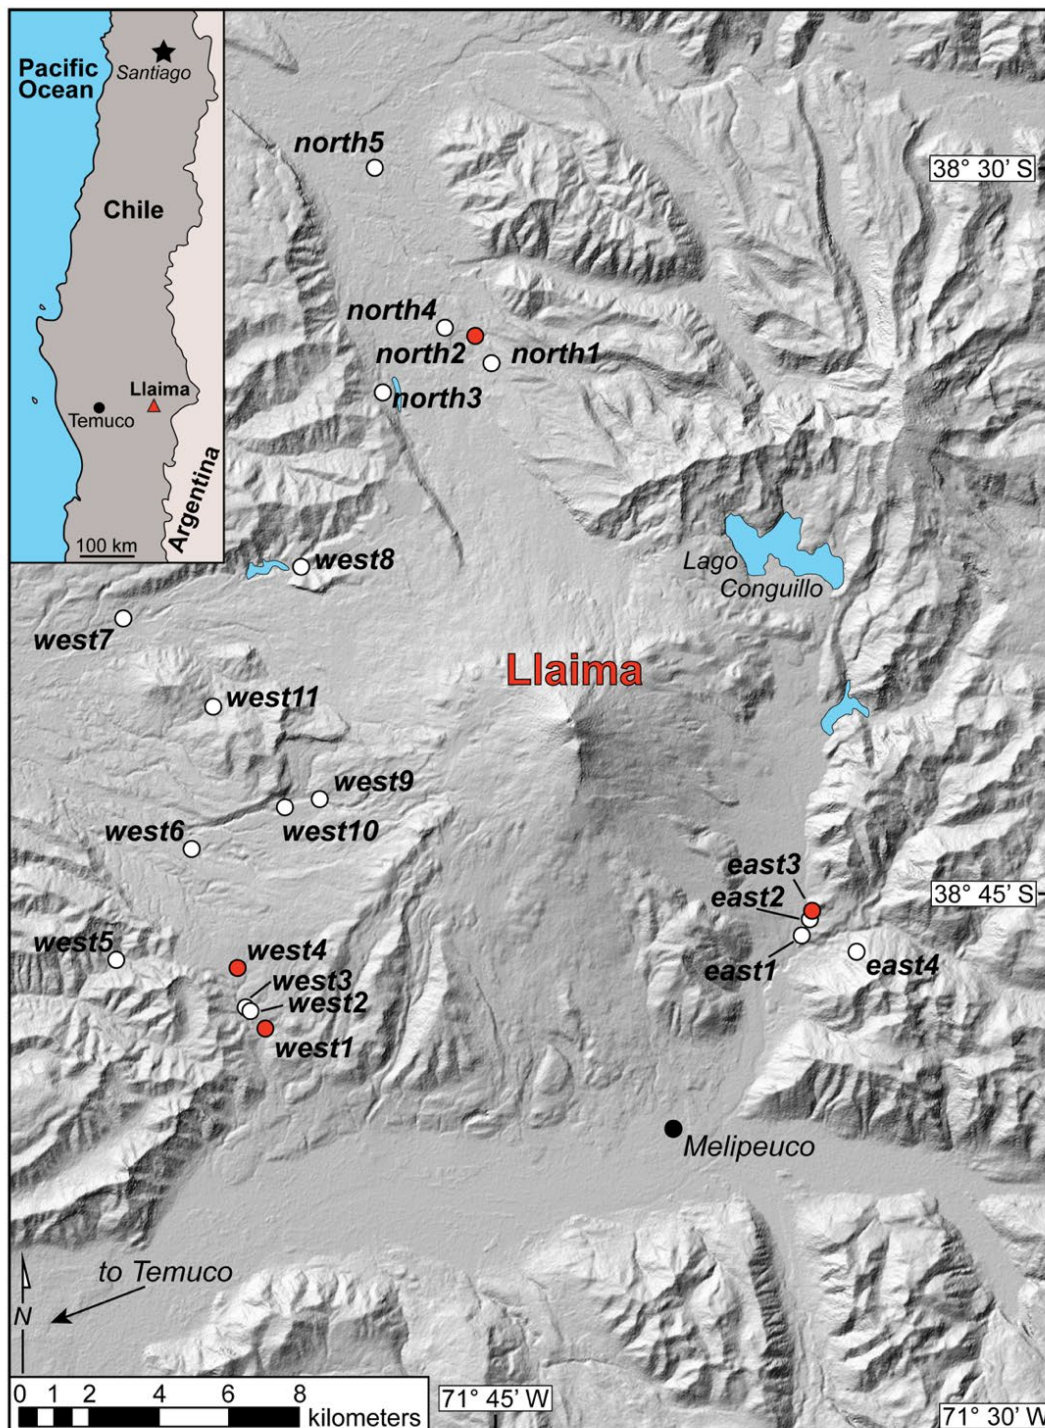 Pacific
Ocean
Santiago
Chile
Llaima
Temuco
Argentina
100 km
north5
38° 30’ S
north4
north2
north1
north3
west8
Lago
Conguillo
west7
Llaima
west11
west9
west10
west6
east3
east2
38° 45’ S
west5
west4
east1
east4
west3
west2
west1
Melipeuco
to Temuco
N
0 1 2 4 6 8
kilometers
71° 45’ W
71° 30’ W